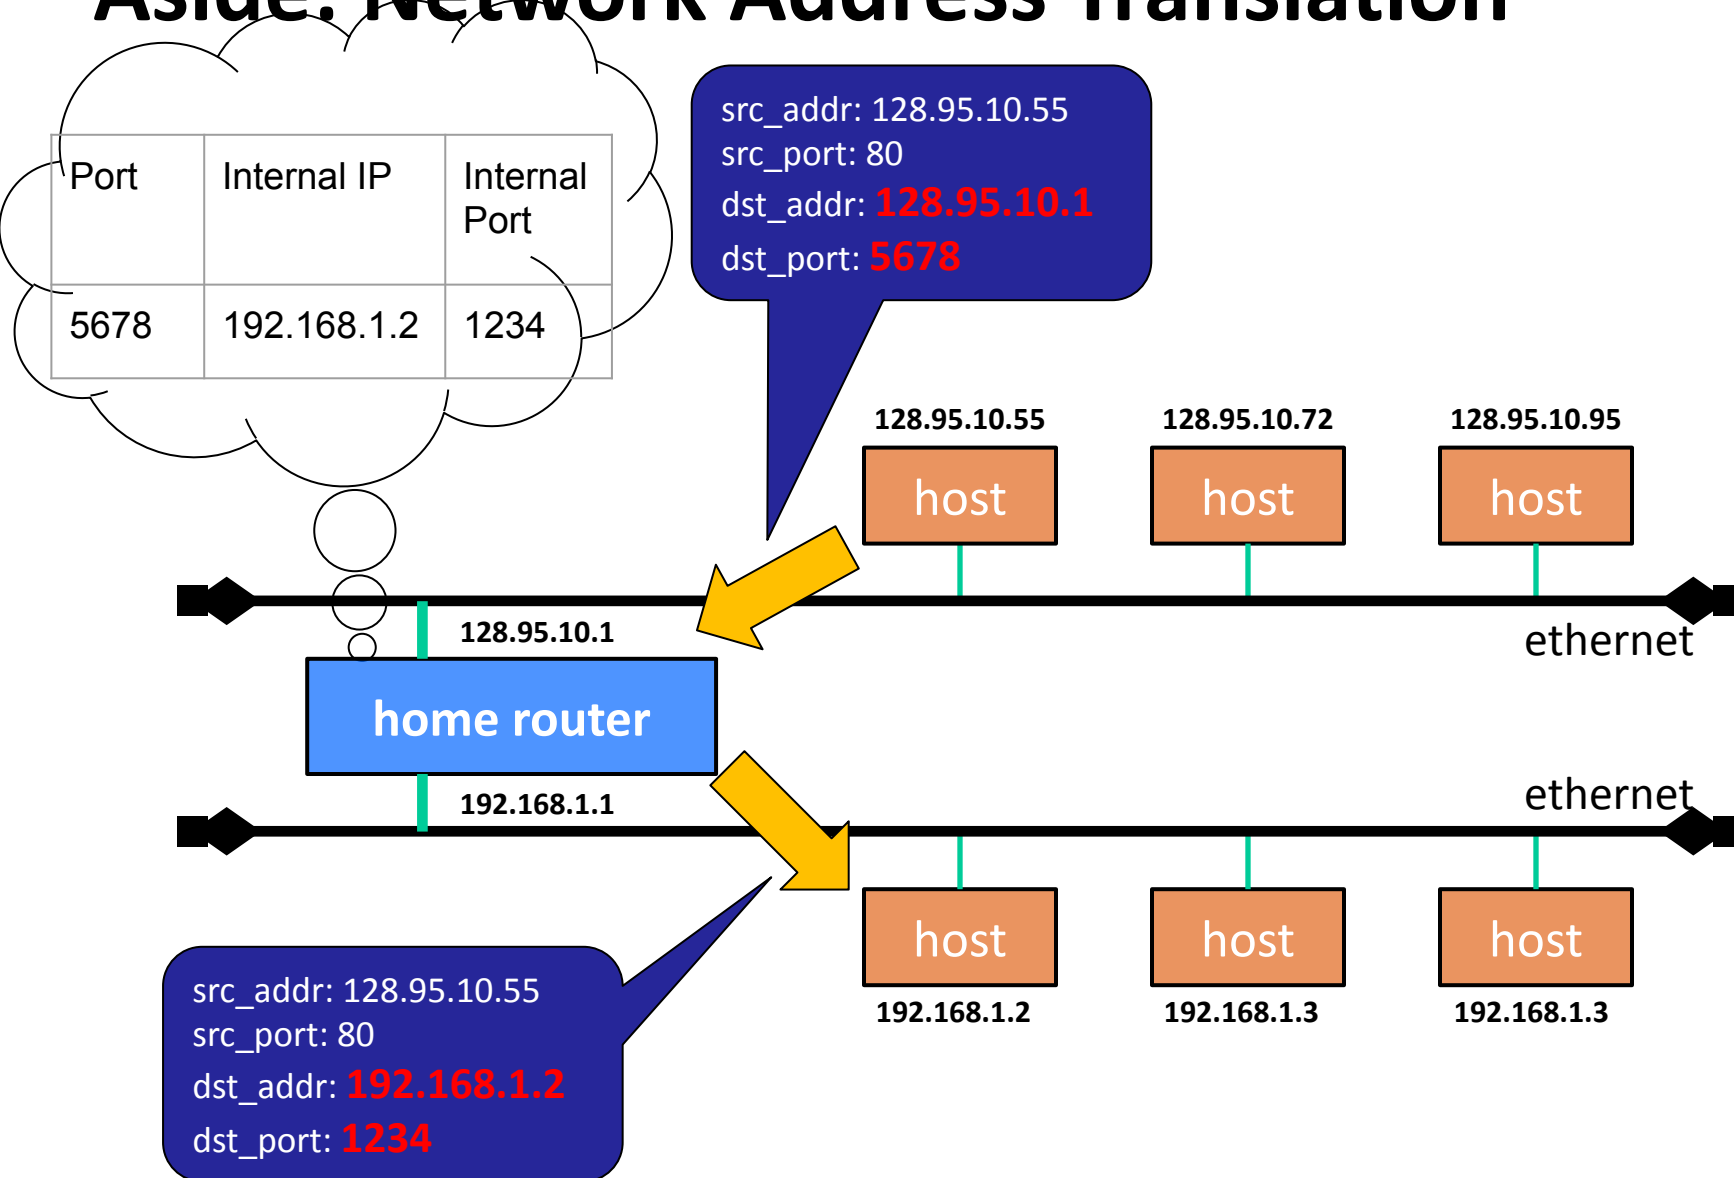 Aside: Network Address Translation
Port Internal IP Internal
Port
5678 192.168.1.2 1234
src_addr: 128.95.10.55
src_port: 80
dst_addr: 128.95.10.1
dst_port: 5678
128.95.10.55 128.95.10.72 128.95.10.95
host host host
128.95.10.1
ethernet
home router
192.168.1.1
ethernet
host host host
192.168.1.2 192.168.1.3 192.168.1.3
src_addr: 128.95.10.55
src_port: 80
dst_addr: 192.168.1.2
dst_port: 1234